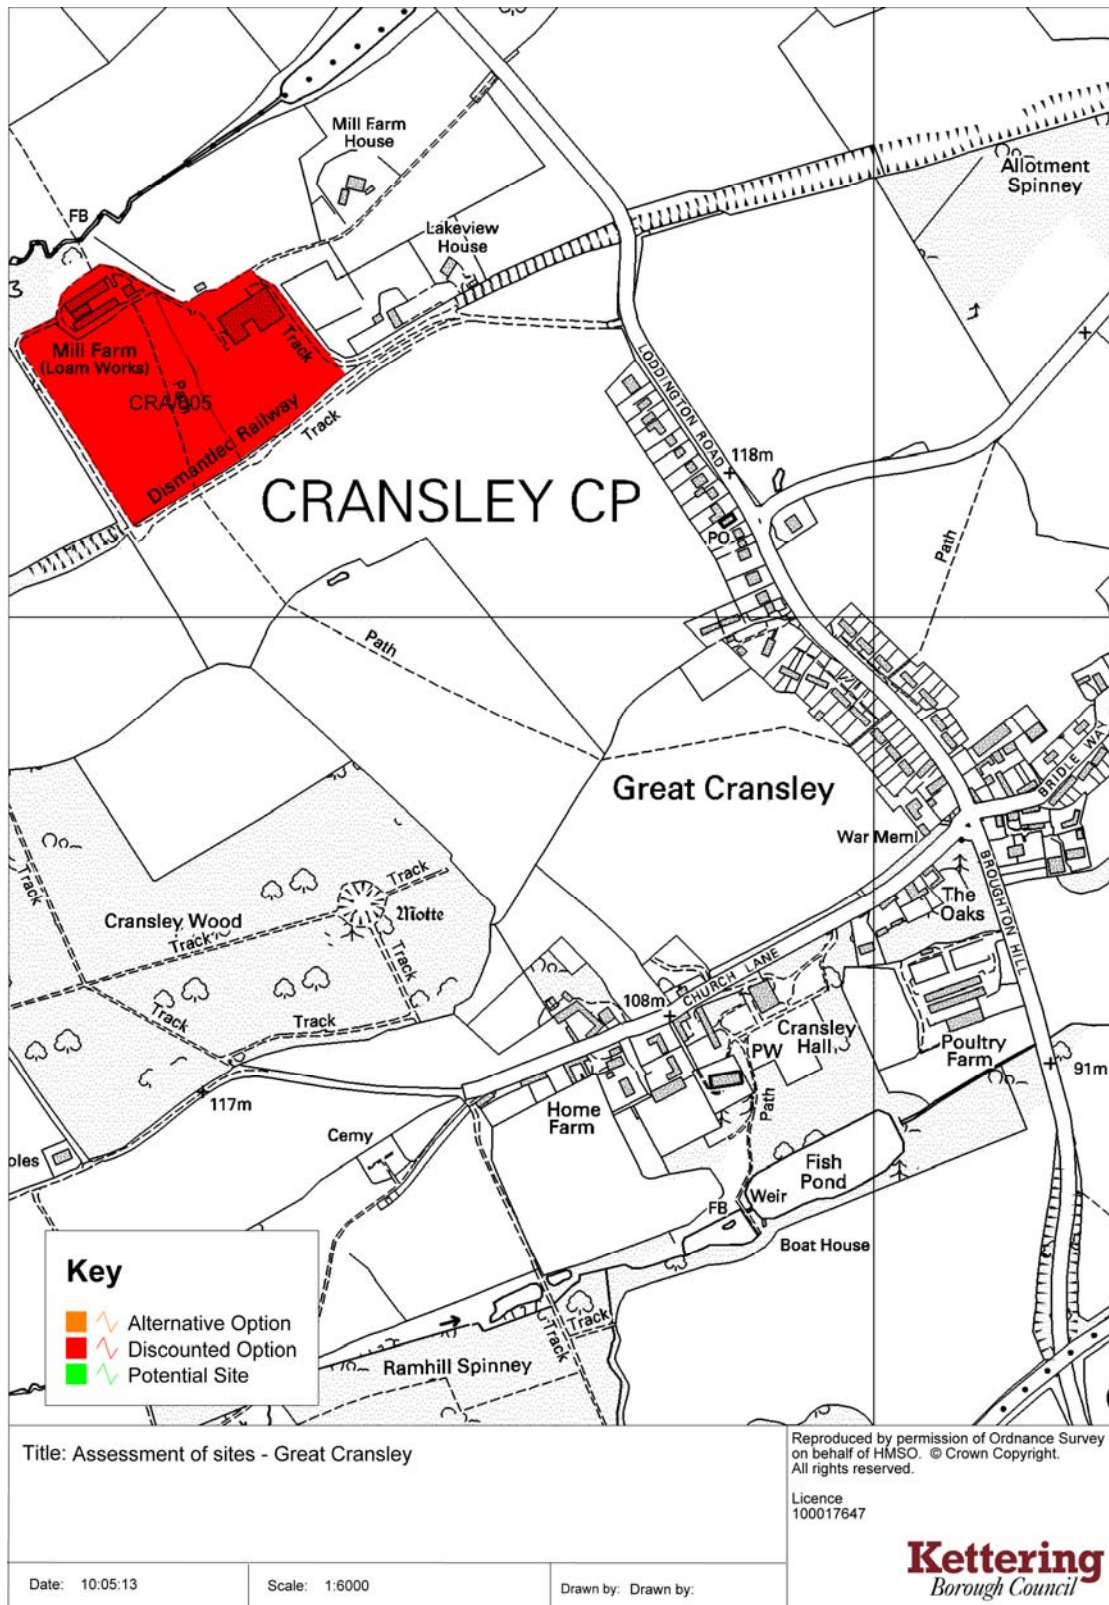 Mill Farm
House
Allotment
Spinney
FB
Lakeview
House
3
Mill Farm
(Loam Works)
Track
Path
CRA/005
Dismantled Railway
Track
LODDINGTON ROAD
118m
CRANSLEY CP
PO
Path
Path
Great Cransley
BRIDLE WAY
War Meml
BROUGHTON HILL
The
Oaks
Track
Track
Motte
Cransley Wood
Track
Track
CHURCH LANE
108m
Track
Track
Cransley
Hall
PW
Poultry
Farm
91m
117m
Home
Farm
Path
Cemy
oles
Fish
Pond
Weir
FB
Boat House
Key
Alternative Option
Discounted Option
Potential Site
Track
Track
Ramhill Spinney
Title: Assessment of sites - Great Cransley
Reproduced by permission of Ordnance Survey
on behalf of HMSO. © Crown Copyright.
All rights reserved.
Licence
100017647
Kettering
Borough Council
Date: 10:05:13
Scale: 1:6000
Drawn by: Drawn by: